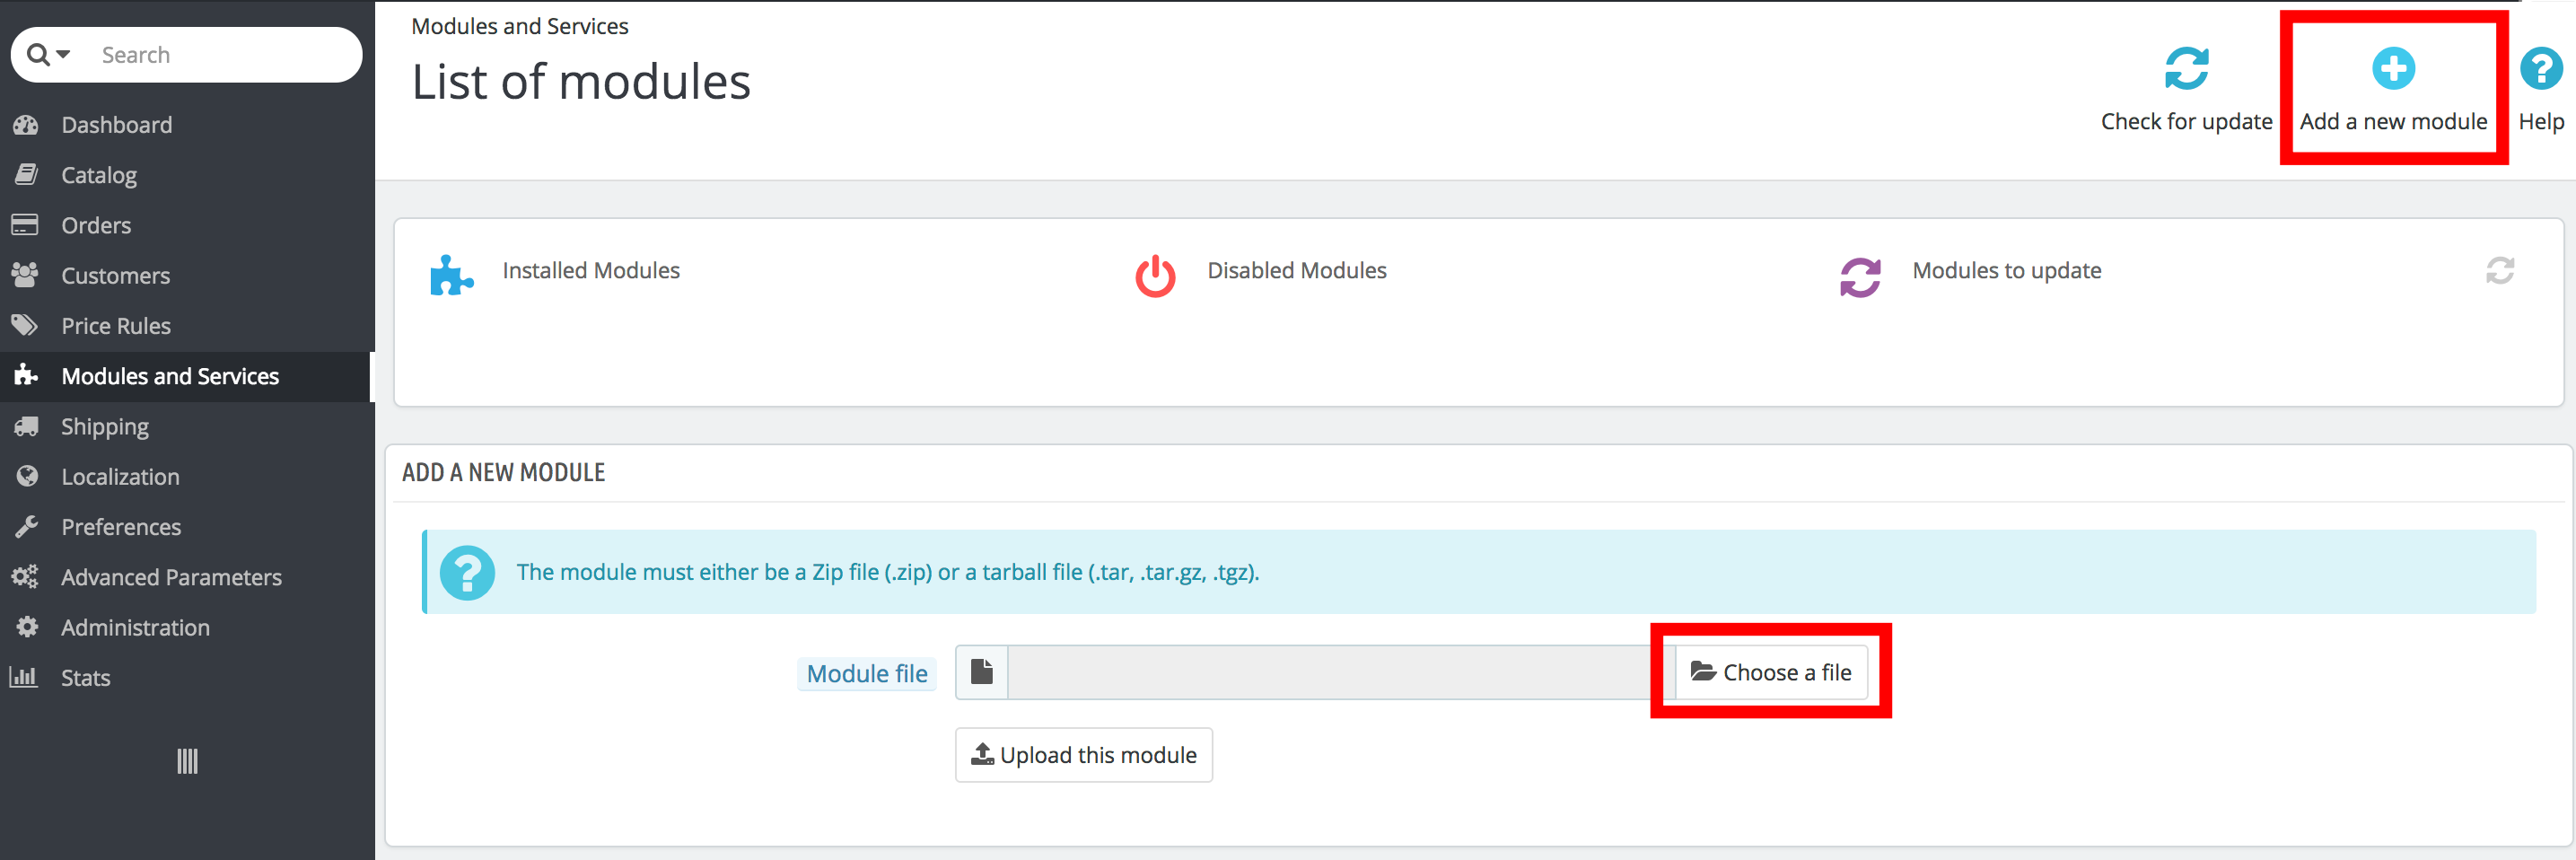 Search
Dashboard
Catalog
Orders
Customers
Price Rules
Modules and Services
Shipping
Localization
Preferences
Advanced Parameters
Administration
Stats
Modules and Services
List of modules
Check for update
Add a new module
Help
Installed Modules
Disabled Modules
Modules to update
ADD A NEW MODULE
The module must either be a Zip file (.zip) or a tarball file (.tar, .tar.gz, .tgz).
Module file
Choose a file
Upload this module